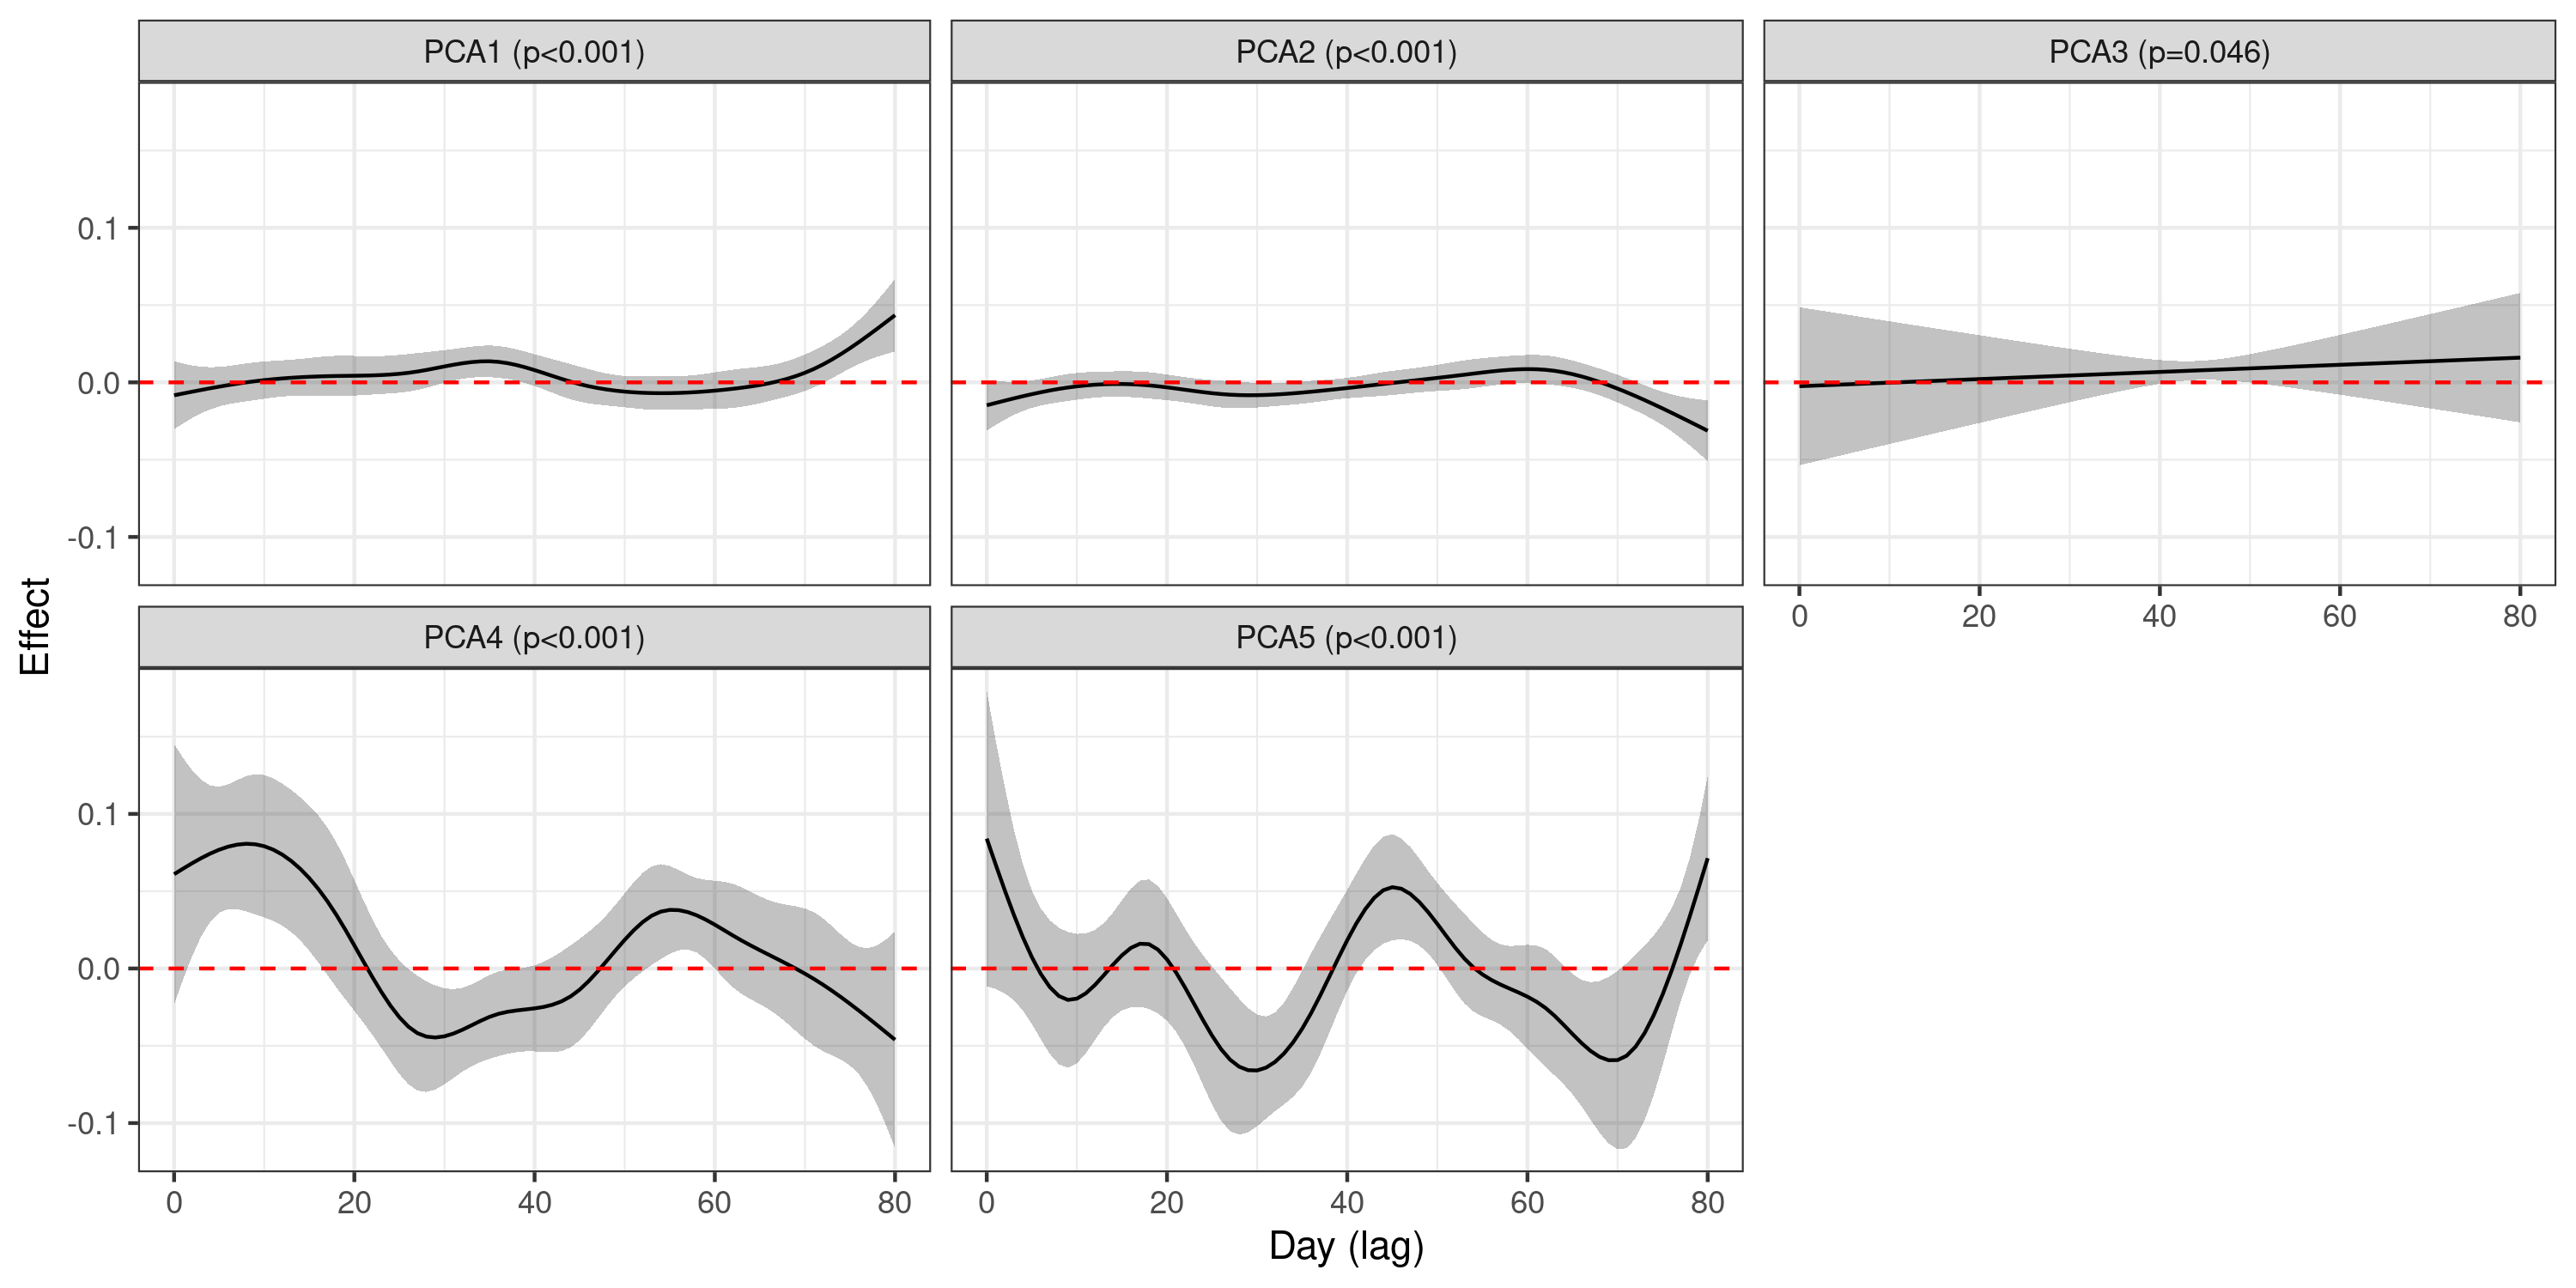 PCA1 (p<0.001)
PCA2 (p<0.001)
PCA3 (p=0.046)
0.1
0.0
-0.1
0 20 40 60 80
Effect
PCA4 (p<0.001)
PCA5 (p<0.001)
0.1
0.0
-0.1
0 20 40 60 80
0 20 40 60 80
Day (lag)